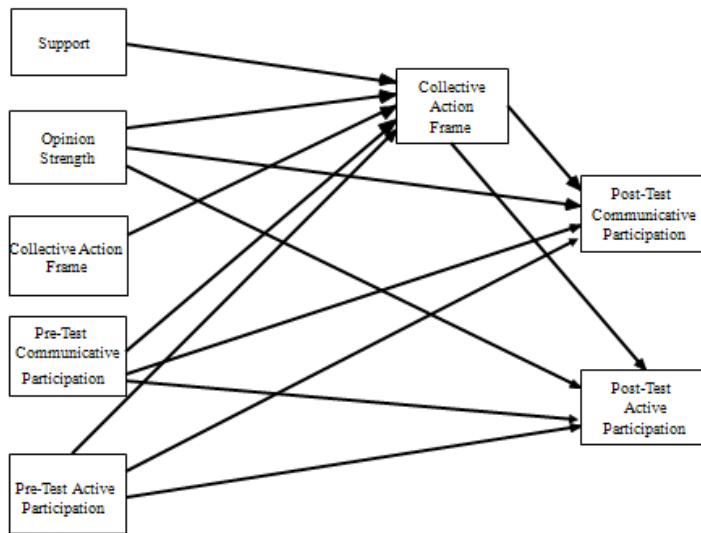 Support
Opinion
Strength
Collective Action
Frame
Pre-Test
Communicative
Participation
Pre-Test Active
Participation
Collective
Action
Frame
Post-Test
Communicative
Participation
Post-Test
Active
Participation